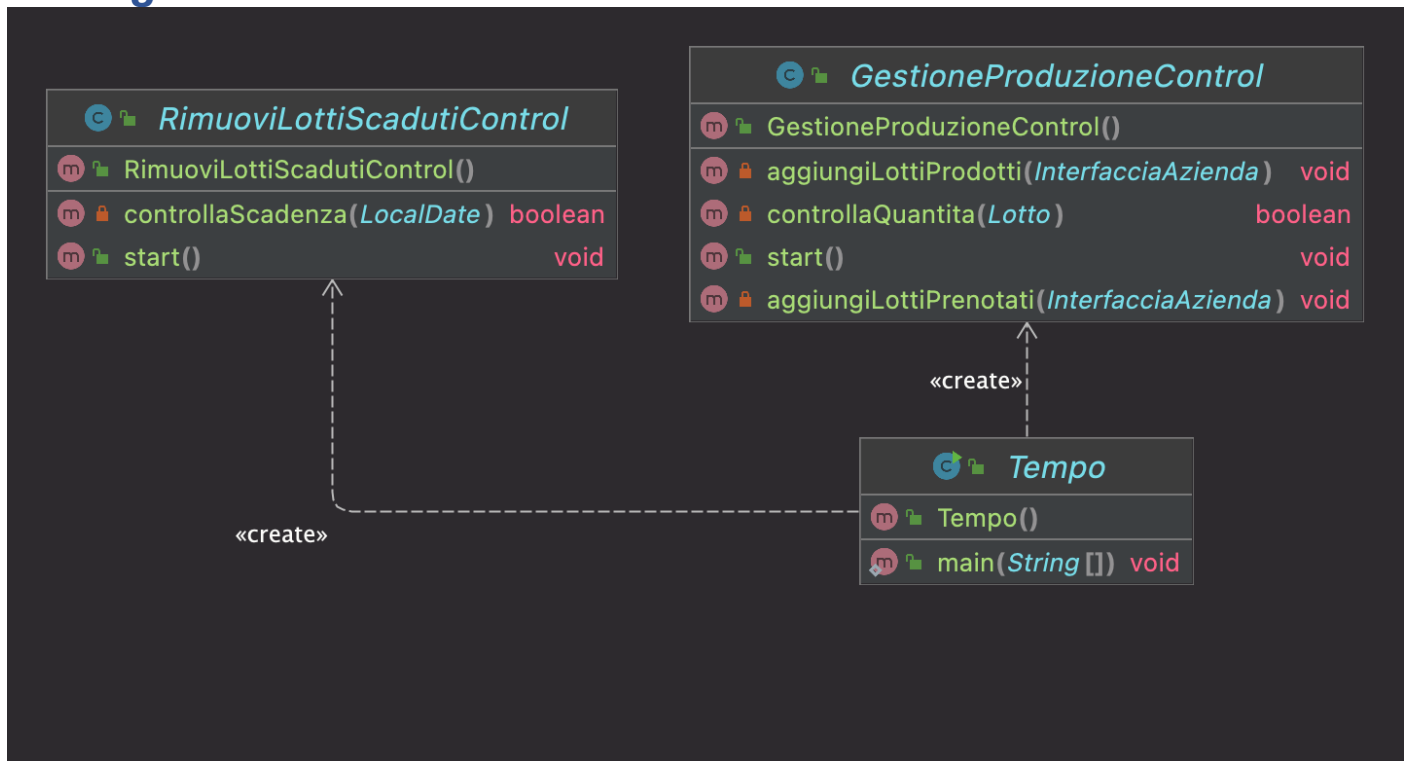 RimuoviLottiScadutiControl
RimuoviLottiScadutiControl()
controllaScadenza(LocalDate) boolean
start() void
GestioneProduzioneControl
GestioneProduzioneControl()
aggiungiLottiProdotti(InterfacciaAzienda) void
controllaQuantita(Lotto) boolean
start() void
aggiungiLottiPrenotati(InterfacciaAzienda) void
«create»
Tempo
Tempo()
main(String[]) void
«create»